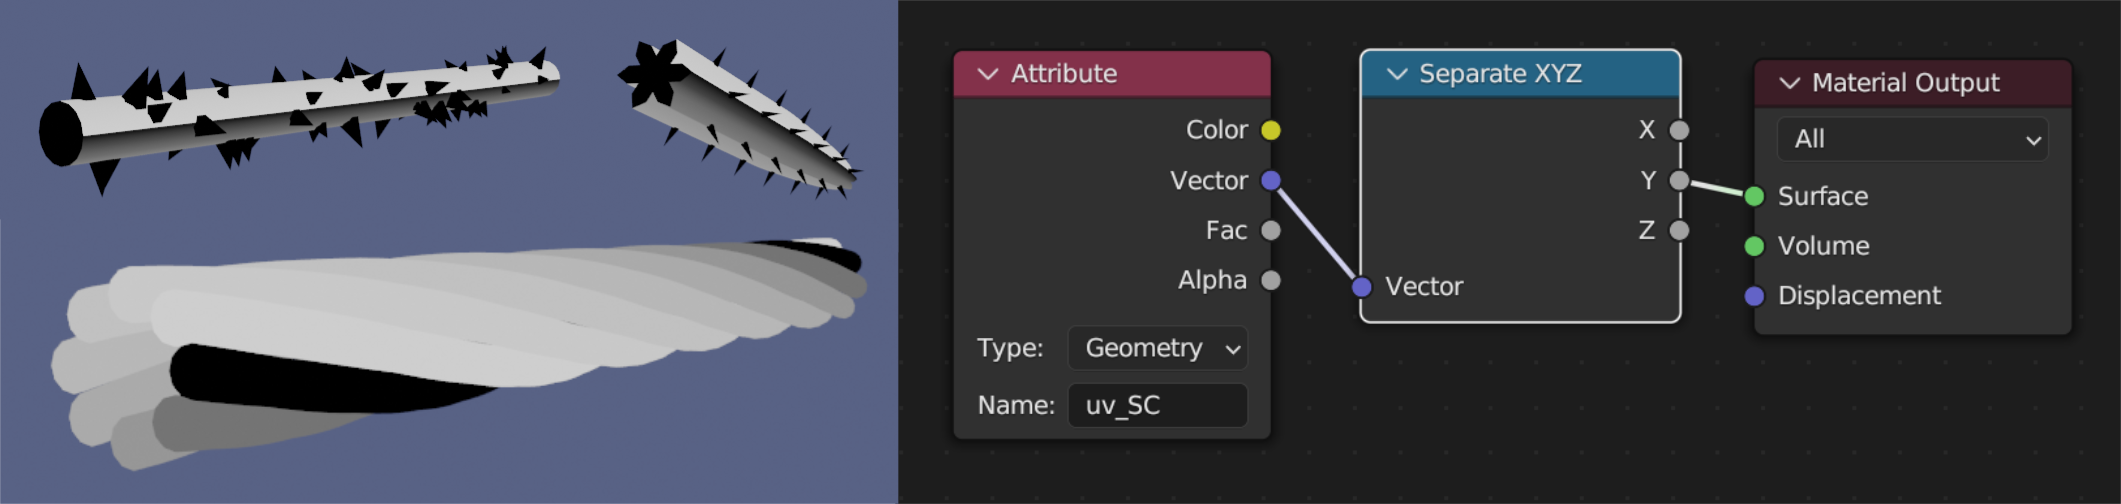 Attribute
Color
Vector
Fac
Alpha
Type: Geometry
Name: uv_SC
Separate XYZ
X
Y
Z
Vector
Material Output
All
Surface
Volume
Displacement